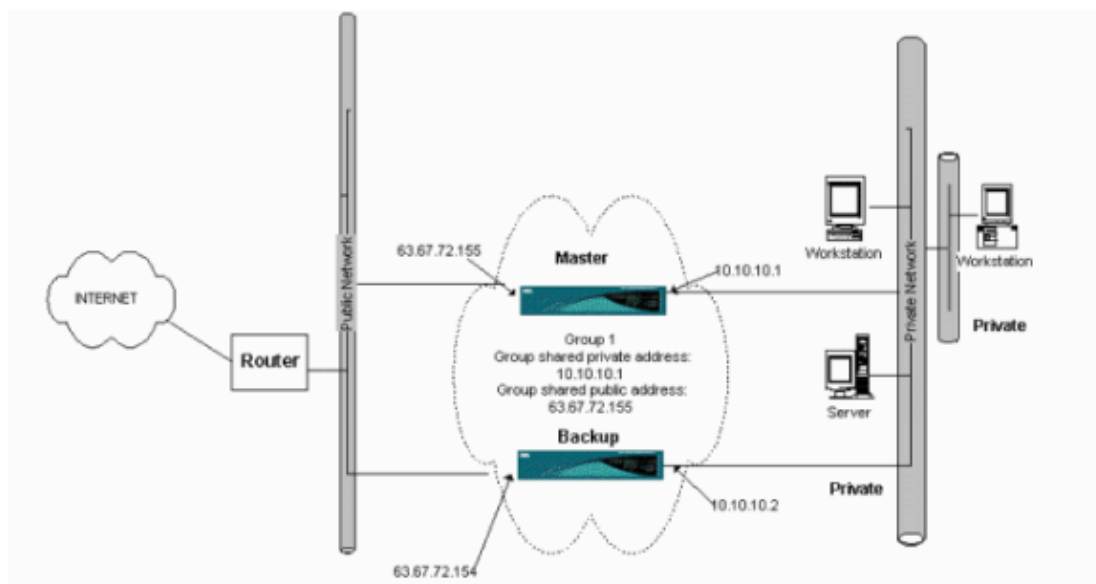 INTERNET
Router
Public Network
63.67.72.155
Master
10.10.10.1
Group 1
Group shared private address:
10.10.10.1
Group shared public address:
63.67.72.155
Backup
63.67.72.154
10.10.10.2
Workstation
Private Network
Workstation
Private
Server
Private